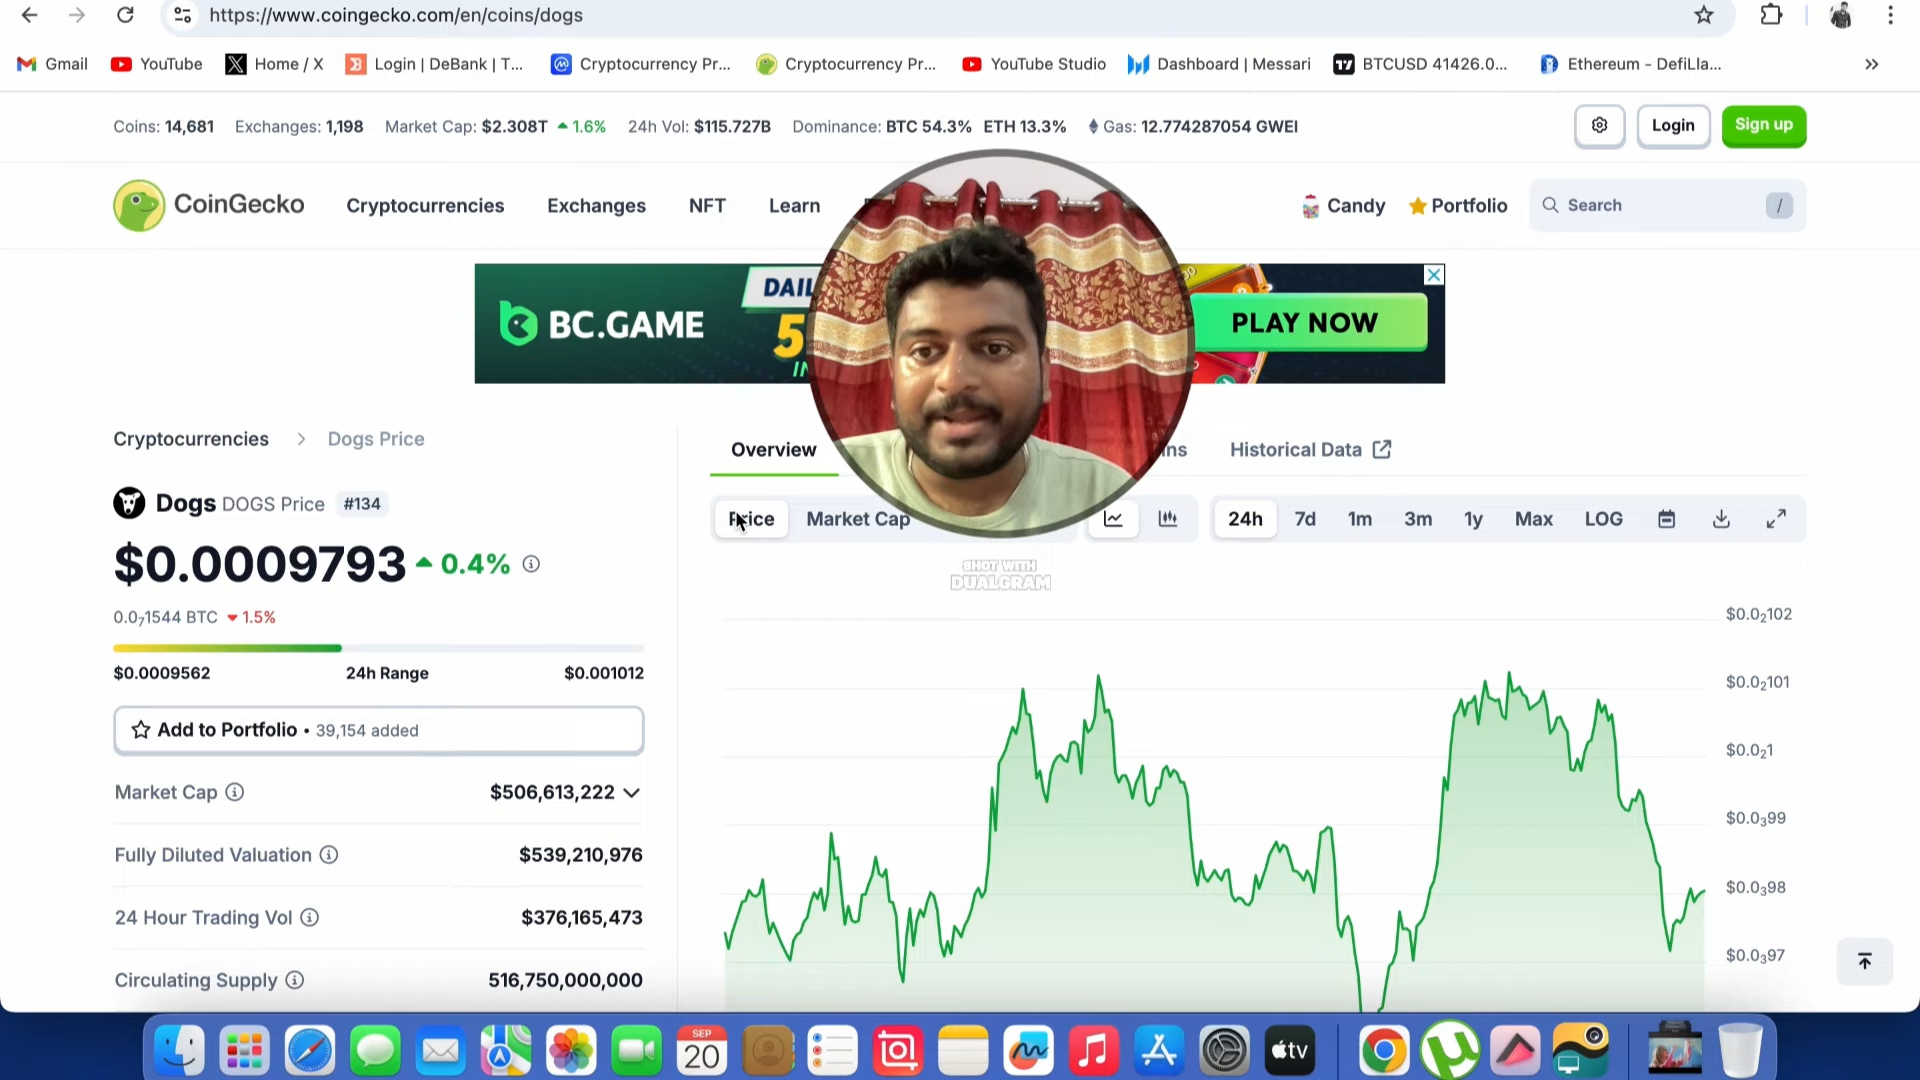 https://www.coingecko.com/en/coins/dogs
Gmail
YouTube
Home / X
Login | DeBank | T...
Cryptocurrency Pr...
Cryptocurrency Pr...
YouTube Studio
Dashboard | Messari
BTCUSD 41426.0...
Ethereum - DefiLla...
Coins: 14,681 Exchanges: 1,198 Market Cap: $2.308T 1.6% 24h Vol: $115.727B Dominance: BTC 54.3% ETH 13.3% Gas: 12.774287054 GWEI
Login
Sign up
CoinGecko
Cryptocurrencies
Exchanges
NFT
Learn
Candy
Portfolio
Search /
BC.GAME
DAIL
5
IN
PLAY NOW
Cryptocurrencies > Dogs Price
Overview
ns
Historical Data
Dogs DOGS Price #134
$0.0009793 0.4%
0.0₇1544 BTC 1.5%
$0.0009562 24h Range $0.001012
Add to Portfolio • 39,154 added
Market Cap $506,613,222
Fully Diluted Valuation $539,210,976
24 Hour Trading Vol $376,165,473
Circulating Supply 516,750,000,000
Price
Market Cap
24h 7d 1m 3m 1y Max LOG
SHOT WITH
DUALGRAM
$0.0₂102
$0.0₂101
$0.0₂1
$0.0₃99
$0.0₃98
$0.0₃97
SEP
20
tv